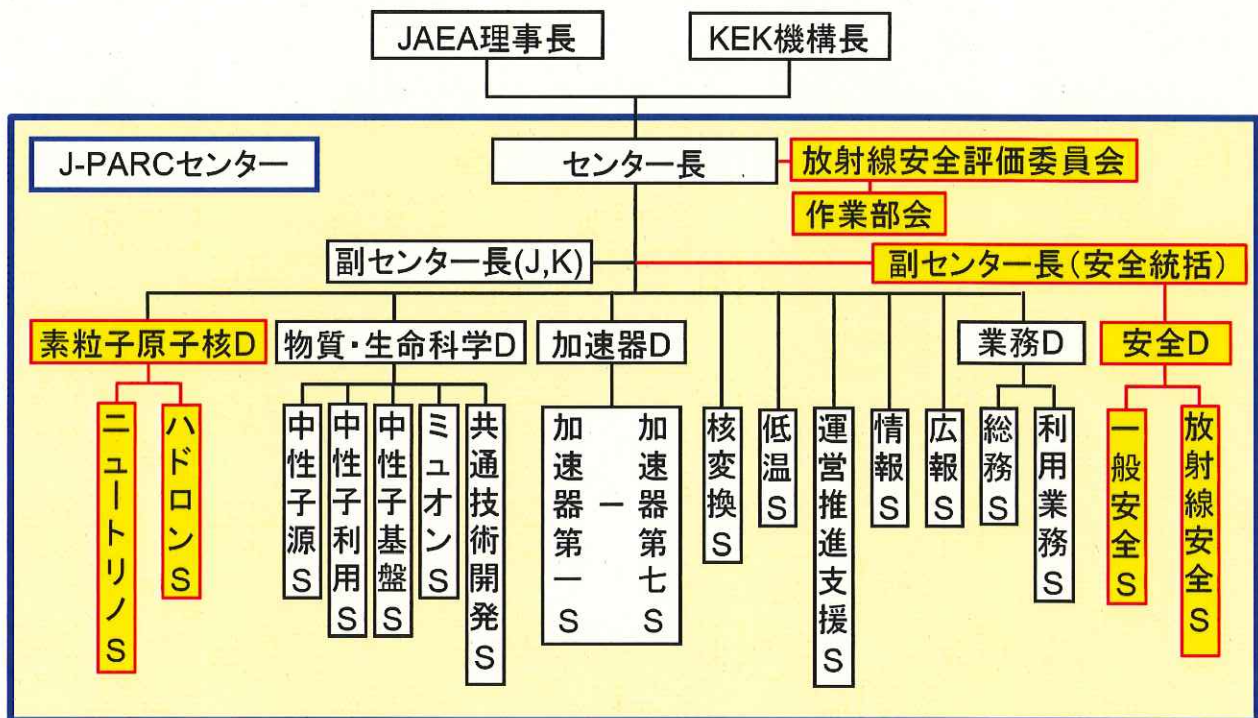 JAEA理事長
KEK機構長
J-PARCセンター
センター長
放射線安全評価委員会
作業部会
副センター長(J,K)
副センター長(安全統括)
素粒子原子核D
物質・生命科学D
加速器D
業務D
安全D
ニュートリノS
ハドロンS
中性子源S
中性子利用S
中性子基盤S
ミュオンS
共通技術開発S
加速器第一S
－
加速器第七S
核変換S
低温S
運営推進支援S
情報S
広報S
総務S
利用業務S
一般安全S
放射線安全S